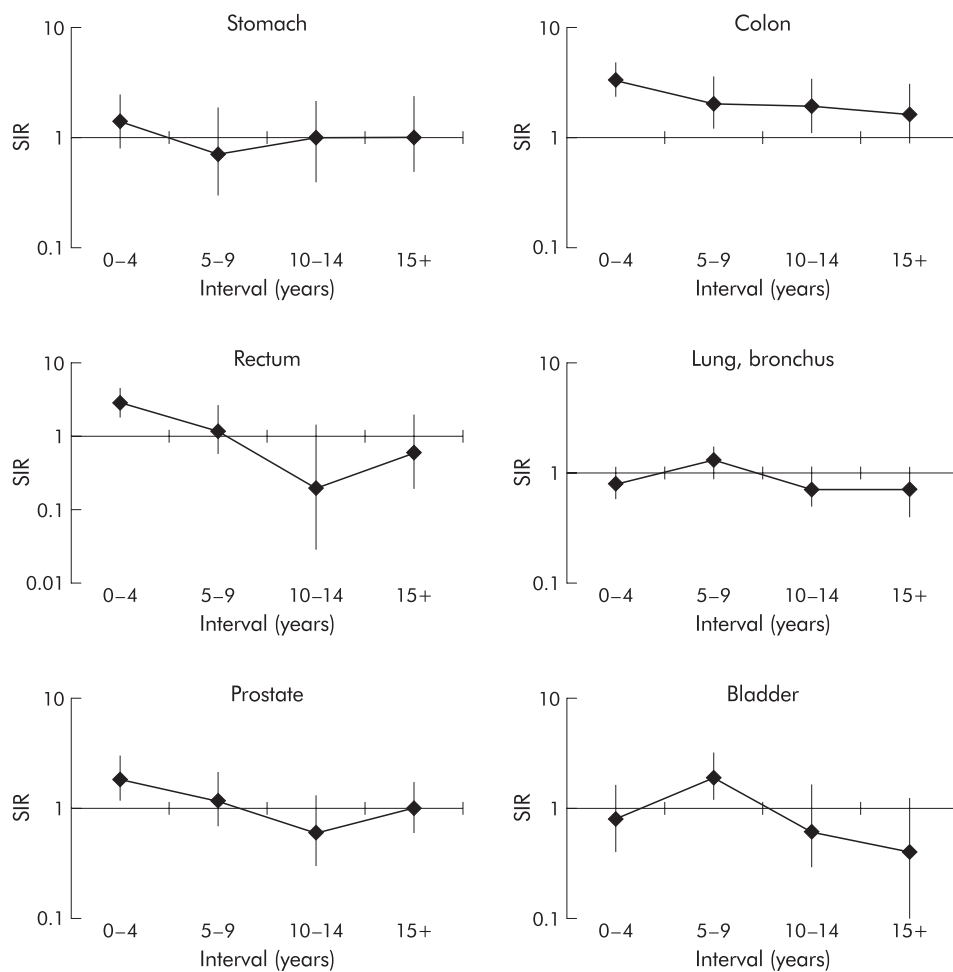 Stomach
10
1
0.1
SIR
0–4 5–9 10–14 15+
Interval (years)
Colon
10
1
0.1
SIR
0–4 5–9 10–14 15+
Interval (years)
Rectum
10
1
0.1
0.01
SIR
0–4 5–9 10–14 15+
Interval (years)
Lung, bronchus
10
1
0.1
SIR
0–4 5–9 10–14 15+
Interval (years)
Prostate
10
1
0.1
SIR
0–4 5–9 10–14 15+
Interval (years)
Bladder
10
1
0.1
SIR
0–4 5–9 10–14 15+
Interval (years)